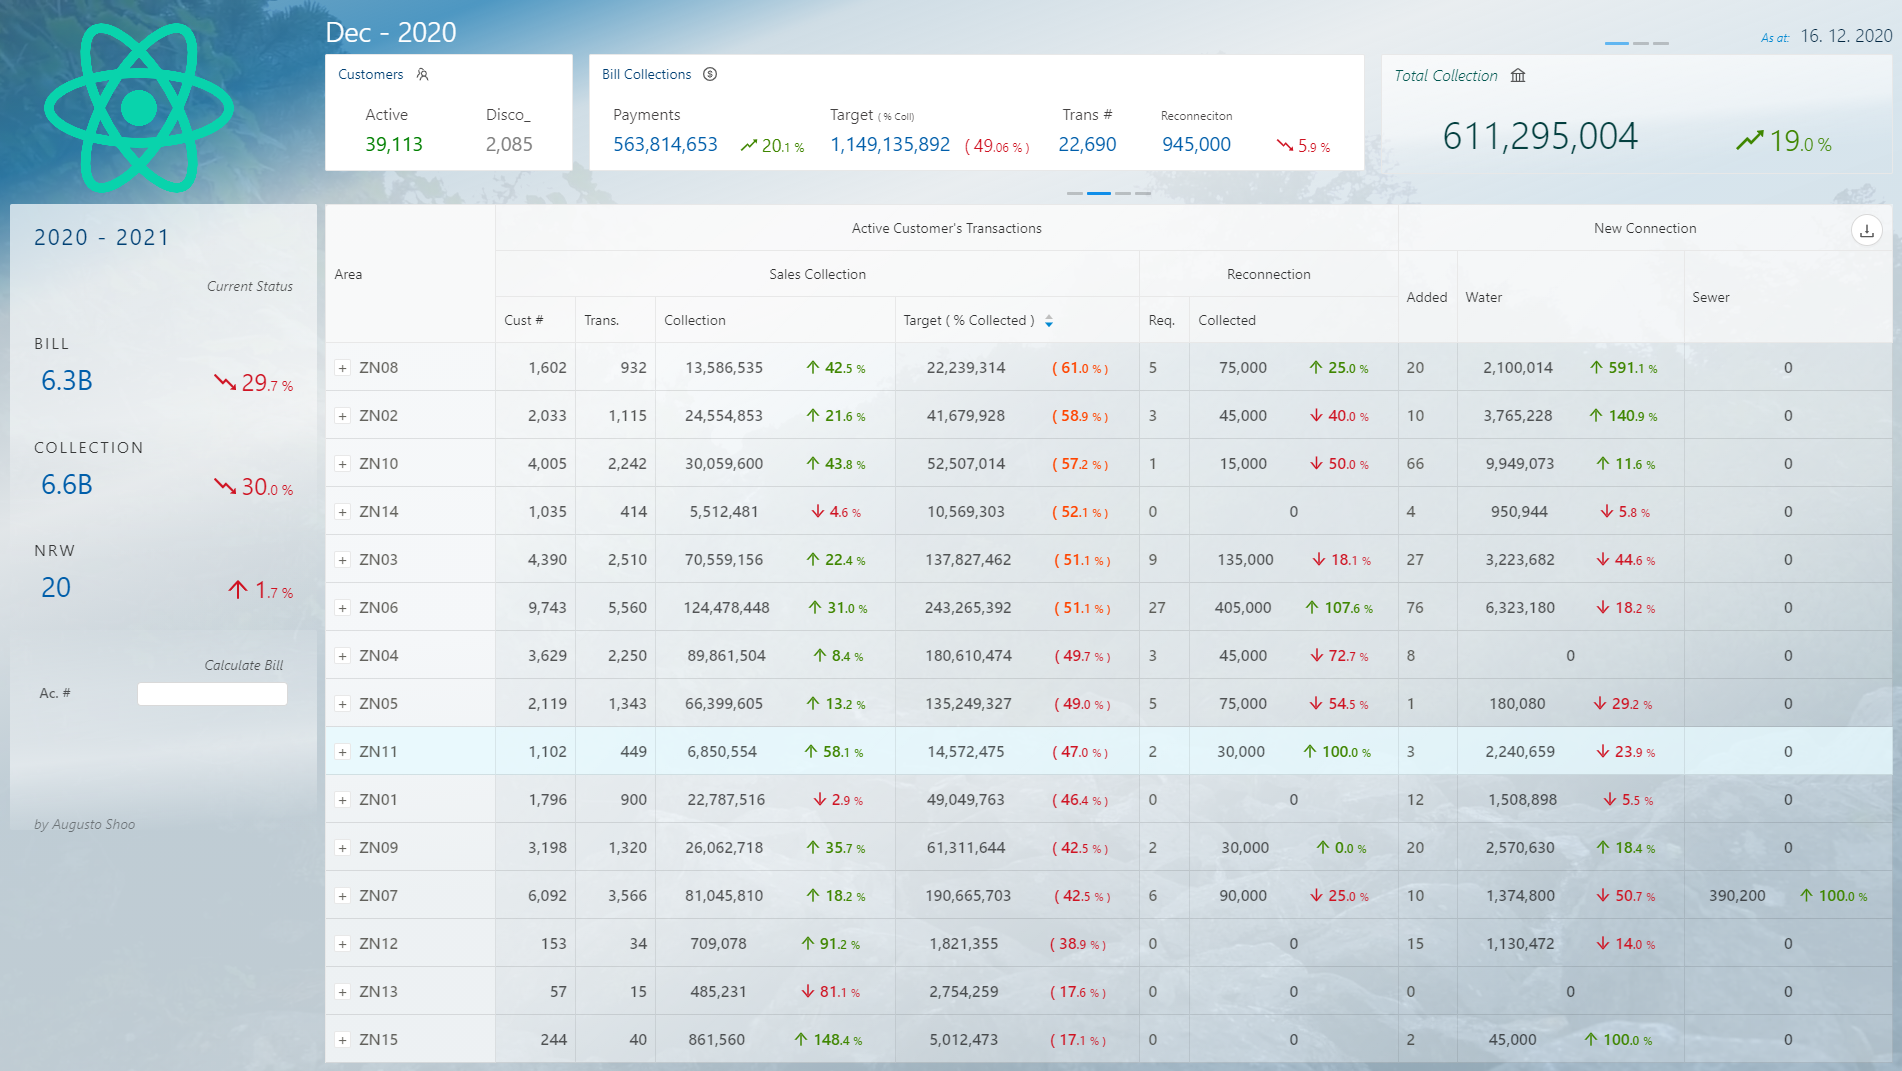 Dec - 2020
As at: 16. 12. 2020
Customers
Active Disco_
39,113 2,085
Bill Collections
Payments Target ( % Coll) Trans # Reconneciton
563,814,653 20.1 % 1,149,135,892 ( 49.06 % ) 22,690 945,000 5.9 %
Total Collection
611,295,004 19.0 %
2020 - 2021
Current Status
BILL
6.3B 29.7 %
COLLECTION
6.6B 30.0 %
NRW
20 1.7 %
Calculate Bill
Ac. #
by Augusto Shoo
Active Customer's Transactions New Connection
Area Sales Collection Reconnection Added Water Sewer
Cust # Trans. Collection Target ( % Collected ) Req. Collected
+ ZN08 1,602 932 13,586,535 42.5 % 22,239,314 ( 61.0 % ) 5 75,000 25.0 % 20 2,100,014 591.1 % 0
+ ZN02 2,033 1,115 24,554,853 21.6 % 41,679,928 ( 58.9 % ) 3 45,000 40.0 % 10 3,765,228 140.9 % 0
+ ZN10 4,005 2,242 30,059,600 43.8 % 52,507,014 ( 57.2 % ) 1 15,000 50.0 % 66 9,949,073 11.6 % 0
+ ZN14 1,035 414 5,512,481 4.6 % 10,569,303 ( 52.1 % ) 0 0 4 950,944 5.8 % 0
+ ZN03 4,390 2,510 70,559,156 22.4 % 137,827,462 ( 51.1 % ) 9 135,000 18.1 % 27 3,223,682 44.6 % 0
+ ZN06 9,743 5,560 124,478,448 31.0 % 243,265,392 ( 51.1 % ) 27 405,000 107.6 % 76 6,323,180 18.2 % 0
+ ZN04 3,629 2,250 89,861,504 8.4 % 180,610,474 ( 49.7 % ) 3 45,000 72.7 % 8 0 0
+ ZN05 2,119 1,343 66,399,605 13.2 % 135,249,327 ( 49.0 % ) 5 75,000 54.5 % 1 180,080 29.2 % 0
+ ZN11 1,102 449 6,850,554 58.1 % 14,572,475 ( 47.0 % ) 2 30,000 100.0 % 3 2,240,659 23.9 % 0
+ ZN01 1,796 900 22,787,516 2.9 % 49,049,763 ( 46.4 % ) 0 0 12 1,508,898 5.5 % 0
+ ZN09 3,198 1,320 26,062,718 35.7 % 61,311,644 ( 42.5 % ) 2 30,000 0.0 % 20 2,570,630 18.4 % 0
+ ZN07 6,092 3,566 81,045,810 18.2 % 190,665,703 ( 42.5 % ) 6 90,000 25.0 % 10 1,374,800 50.7 % 390,200 100.0 %
+ ZN12 153 34 709,078 91.2 % 1,821,355 ( 38.9 % ) 0 0 15 1,130,472 14.0 % 0
+ ZN13 57 15 485,231 81.1 % 2,754,259 ( 17.6 % ) 0 0 0 0 0
+ ZN15 244 40 861,560 148.4 % 5,012,473 ( 17.1 % ) 0 0 2 45,000 100.0 % 0